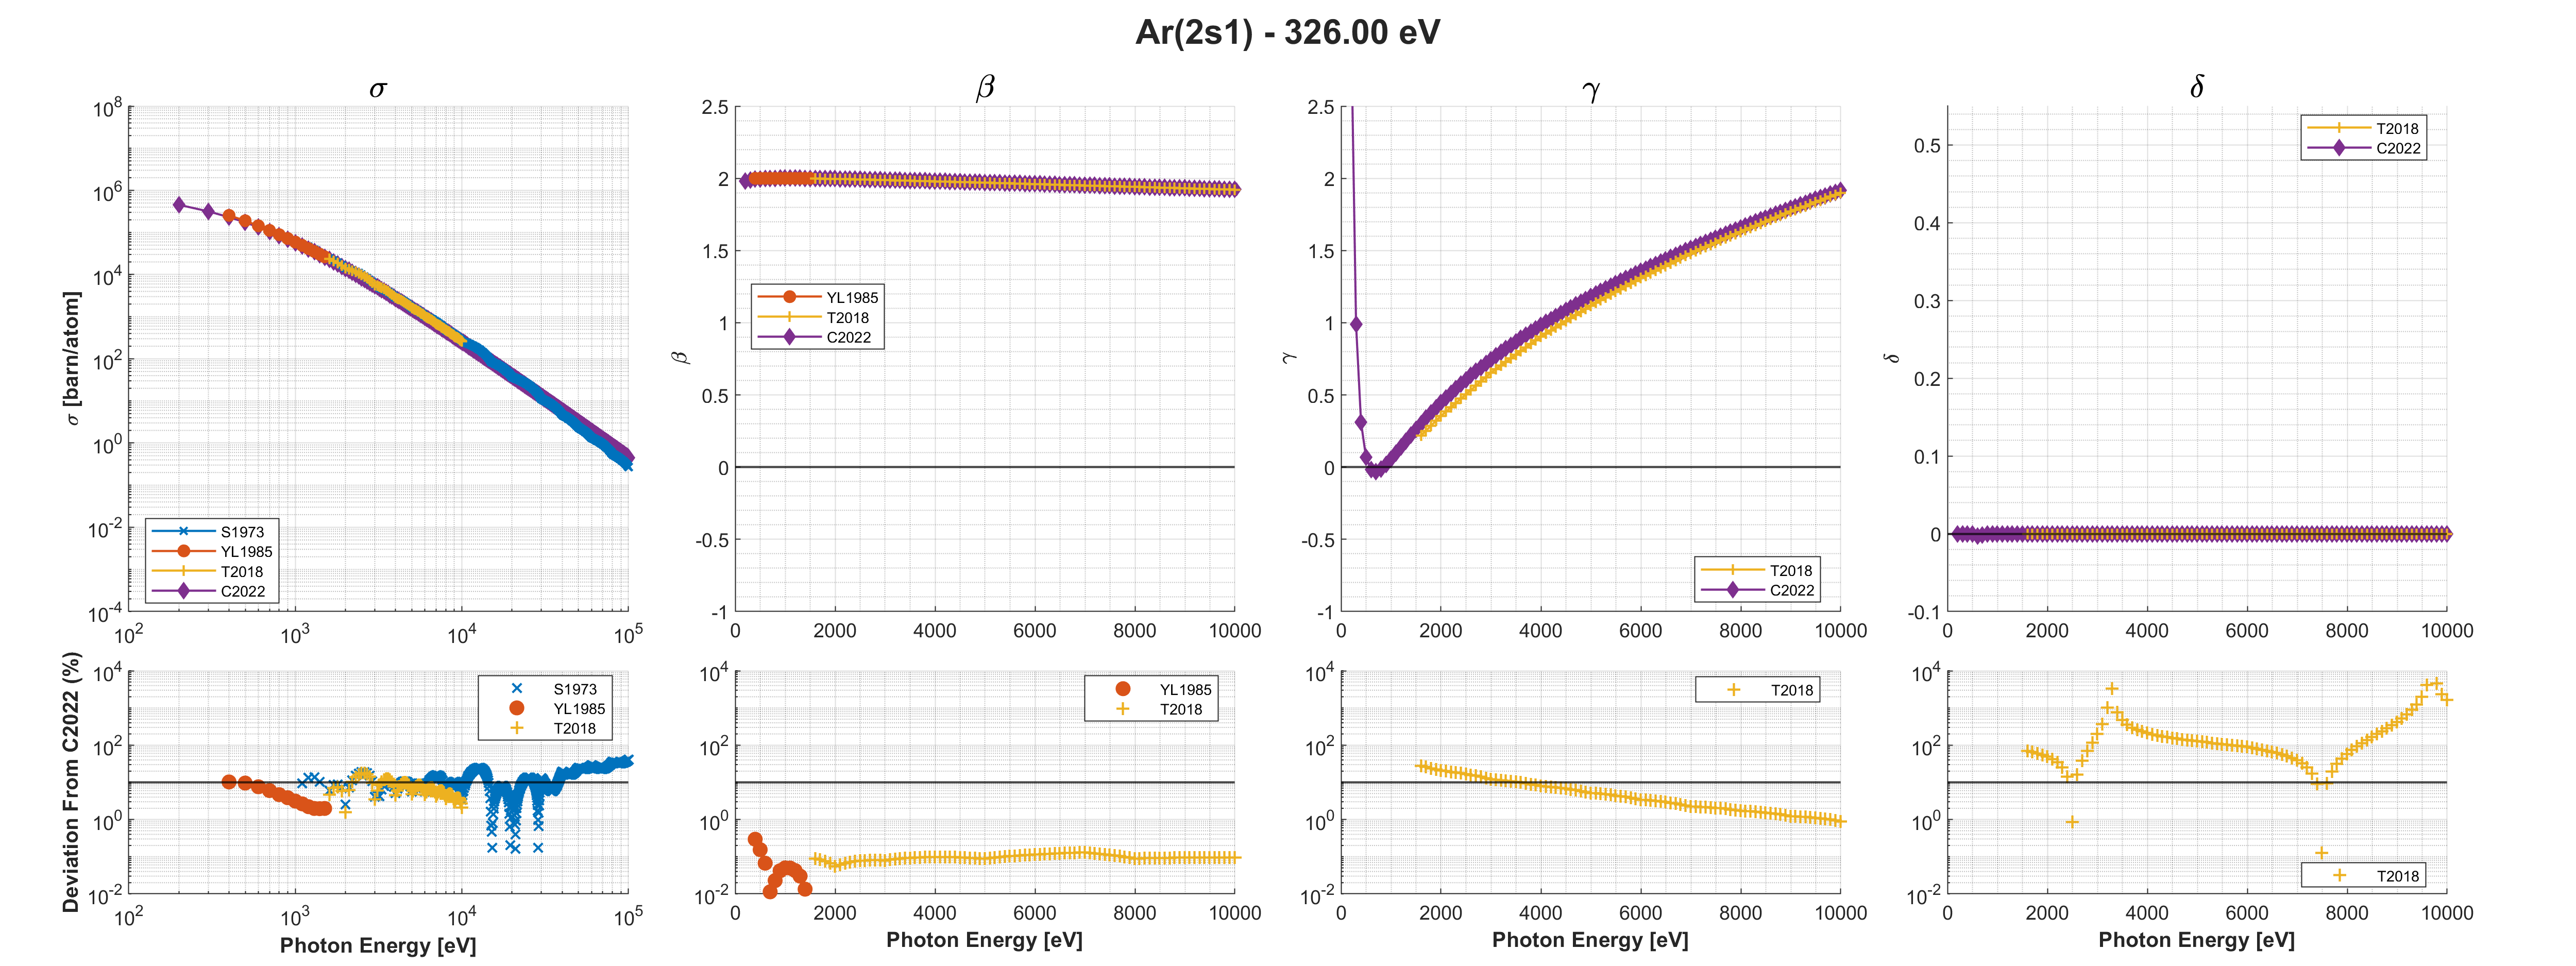 Ar(2s1) - 326.00 eV
σ
β
γ
δ
σ [barn/atom]
10^8
10^6
10^4
10^2
10^0
10^-2
10^-4
10^2
10^3
10^4
10^5
S1973
YL1985
T2018
C2022
β
2.5
2
1.5
1
0.5
0
-0.5
-1
0
2000
4000
6000
8000
10000
YL1985
T2018
C2022
γ
2.5
2
1.5
1
0.5
0
-0.5
-1
0
2000
4000
6000
8000
10000
T2018
C2022
δ
0.5
0.4
0.3
0.2
0.1
0
-0.1
0
2000
4000
6000
8000
10000
T2018
C2022
Deviation From C2022 (%)
10^4
10^2
10^0
10^-2
10^2
10^3
10^4
10^5
S1973
YL1985
T2018
Photon Energy [eV]
10^4
10^2
10^0
10^-2
0
2000
4000
6000
8000
10000
YL1985
T2018
Photon Energy [eV]
10^4
10^2
10^0
10^-2
0
2000
4000
6000
8000
10000
T2018
Photon Energy [eV]
10^4
10^2
10^0
10^-2
0
2000
4000
6000
8000
10000
T2018
Photon Energy [eV]